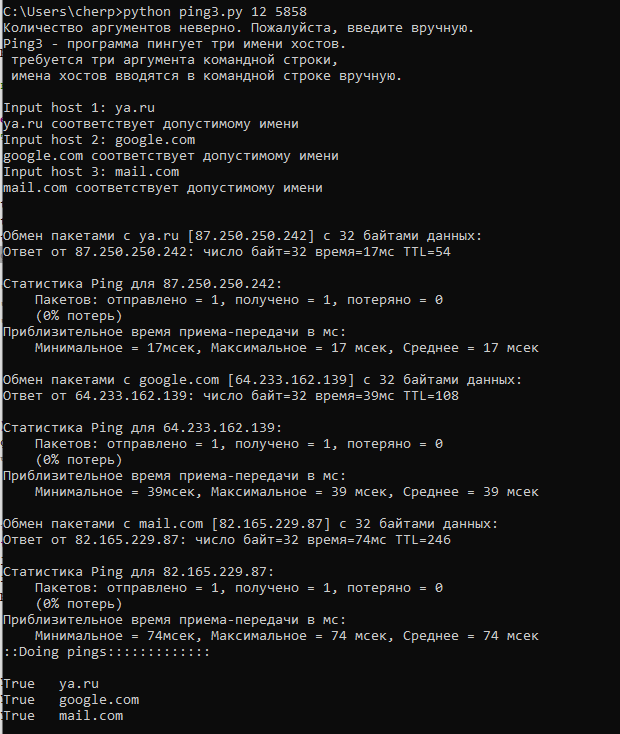 C:\Users\cherp>python ping3.py 12 5858
Количество аргументов неверно. Пожалуйста, введите вручную.
Ping3 - программа пингует три имени хостов.
требуется три аргумента командной строки,
имена хостов вводятся в командной строке вручную.
Input host 1: ya.ru
ya.ru соответствует допустимому имени
Input host 2: google.com
google.com соответствует допустимому имени
Input host 3: mail.com
mail.com соответствует допустимому имени
Обмен пакетами с ya.ru [87.250.250.242] с 32 байтами данных:
Ответ от 87.250.250.242: число байт=32 время=17мс TTL=54
Статистика Ping для 87.250.250.242:
Пакетов: отправлено = 1, получено = 1, потеряно = 0
(0% потерь)
Приблизительное время приема-передачи в мс:
Минимальное = 17мсек, Максимальное = 17 мсек, Среднее = 17 мсек
Обмен пакетами с google.com [64.233.162.139] с 32 байтами данных:
Ответ от 64.233.162.139: число байт=32 время=39мс TTL=108
Статистика Ping для 64.233.162.139:
Пакетов: отправлено = 1, получено = 1, потеряно = 0
(0% потерь)
Приблизительное время приема-передачи в мс:
Минимальное = 39мсек, Максимальное = 39 мсек, Среднее = 39 мсек
Обмен пакетами с mail.com [82.165.229.87] с 32 байтами данных:
Ответ от 82.165.229.87: число байт=32 время=74мс TTL=246
Статистика Ping для 82.165.229.87:
Пакетов: отправлено = 1, получено = 1, потеряно = 0
(0% потерь)
Приблизительное время приема-передачи в мс:
Минимальное = 74мсек, Максимальное = 74 мсек, Среднее = 74 мсек
::Doing pings:::::::::::::
True ya.ru
True google.com
True mail.com